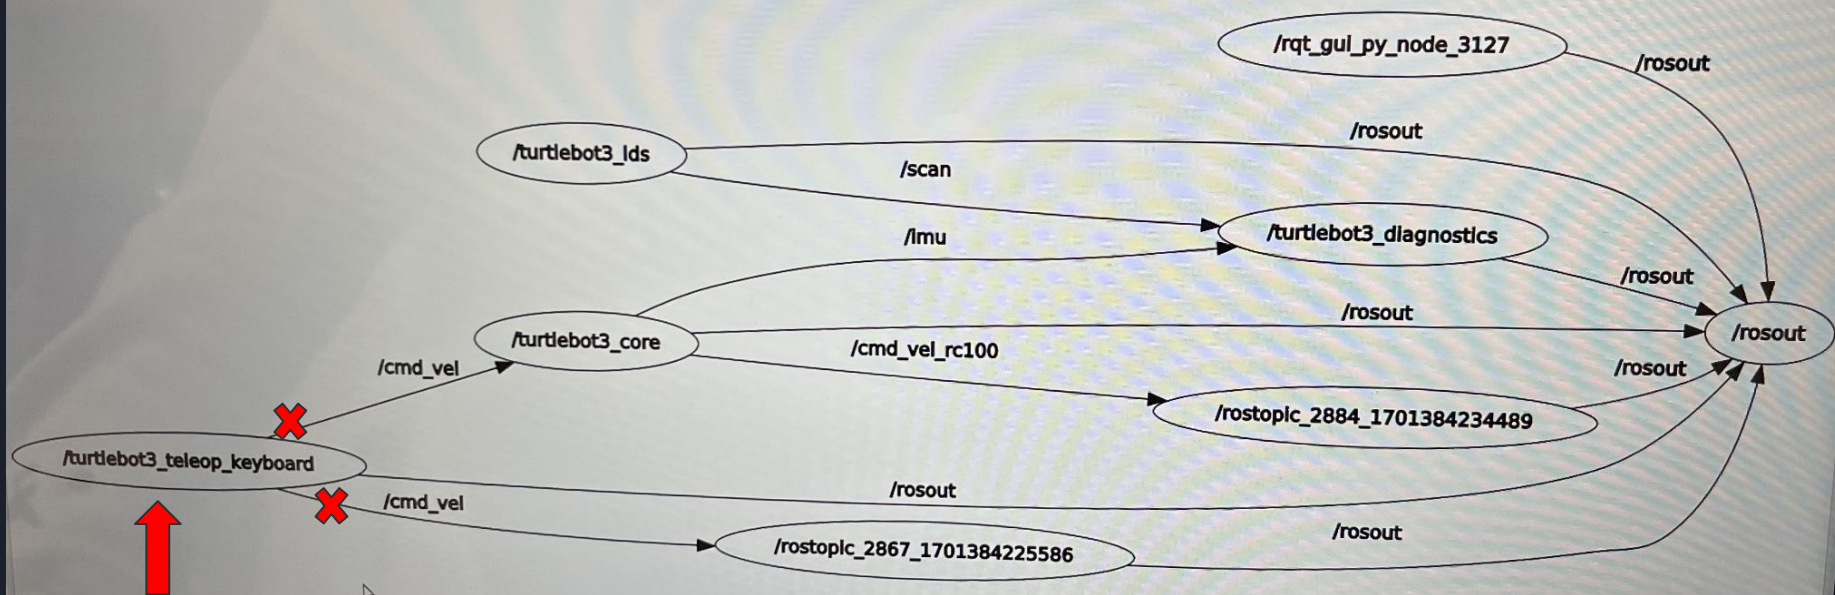 /rqt_gui_py_node_3127
/rosout
/rosout
/turtlebot3_lds
/scan
/turtlebot3_diagnostics
/imu
/rosout
/rosout
/turtlebot3_core
/rosout
/cmd_vel_rc100
/cmd_vel
/rosout
/rostopic_2884_1701384234489
/turtlebot3_teleop_keyboard
/rosout
/cmd_vel
/rosout
/rostopic_2867_1701384225586